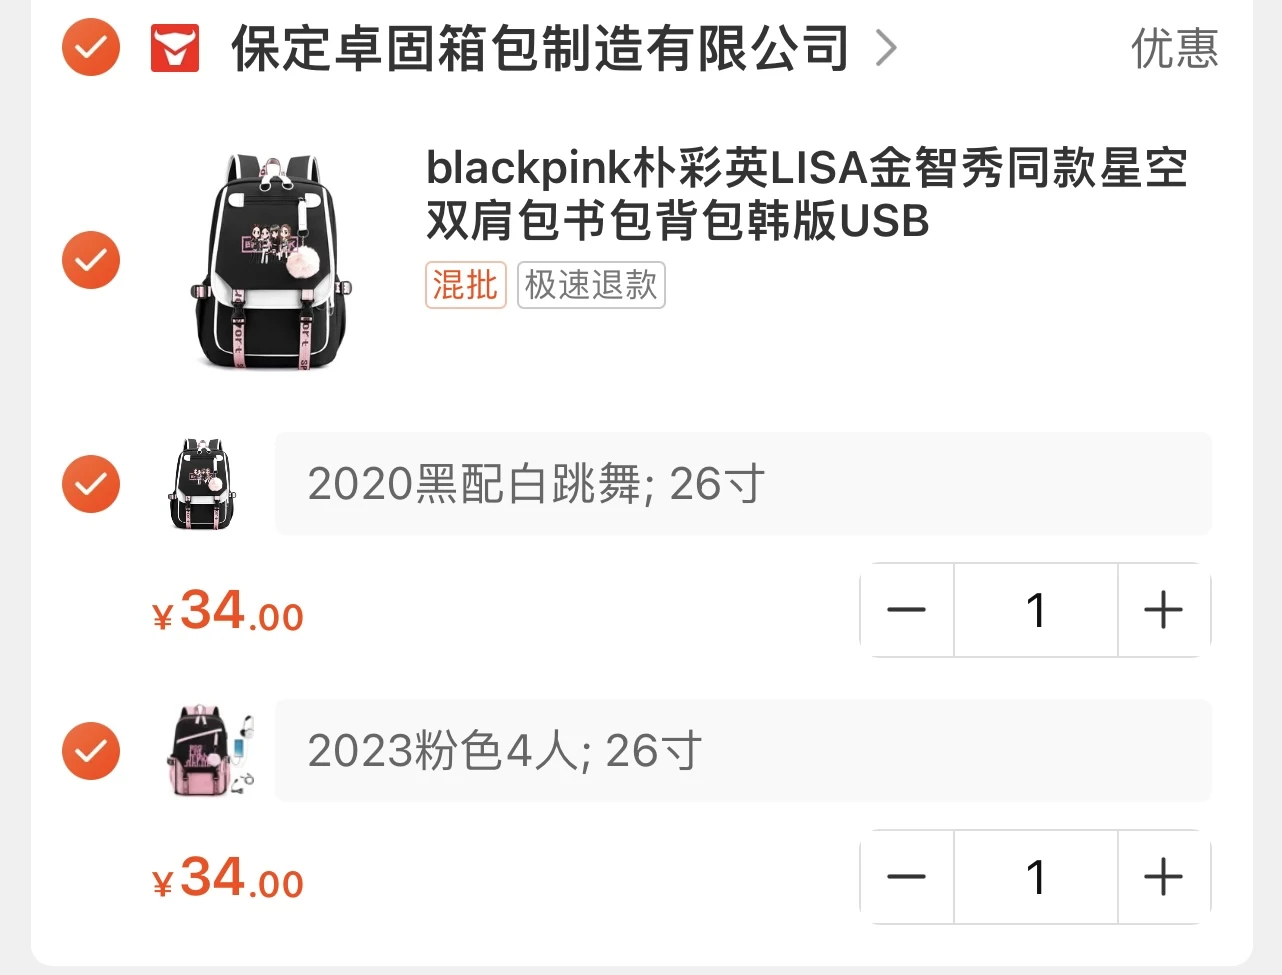 保定卓固箱包制造有限公司
优惠
blackpink朴彩英LISA金智秀同款星空
双肩包书包背包韩版USB
混批 极速退款
2020黑配白跳舞; 26寸
¥34.00
1
2023粉色4人; 26寸
¥34.00
1